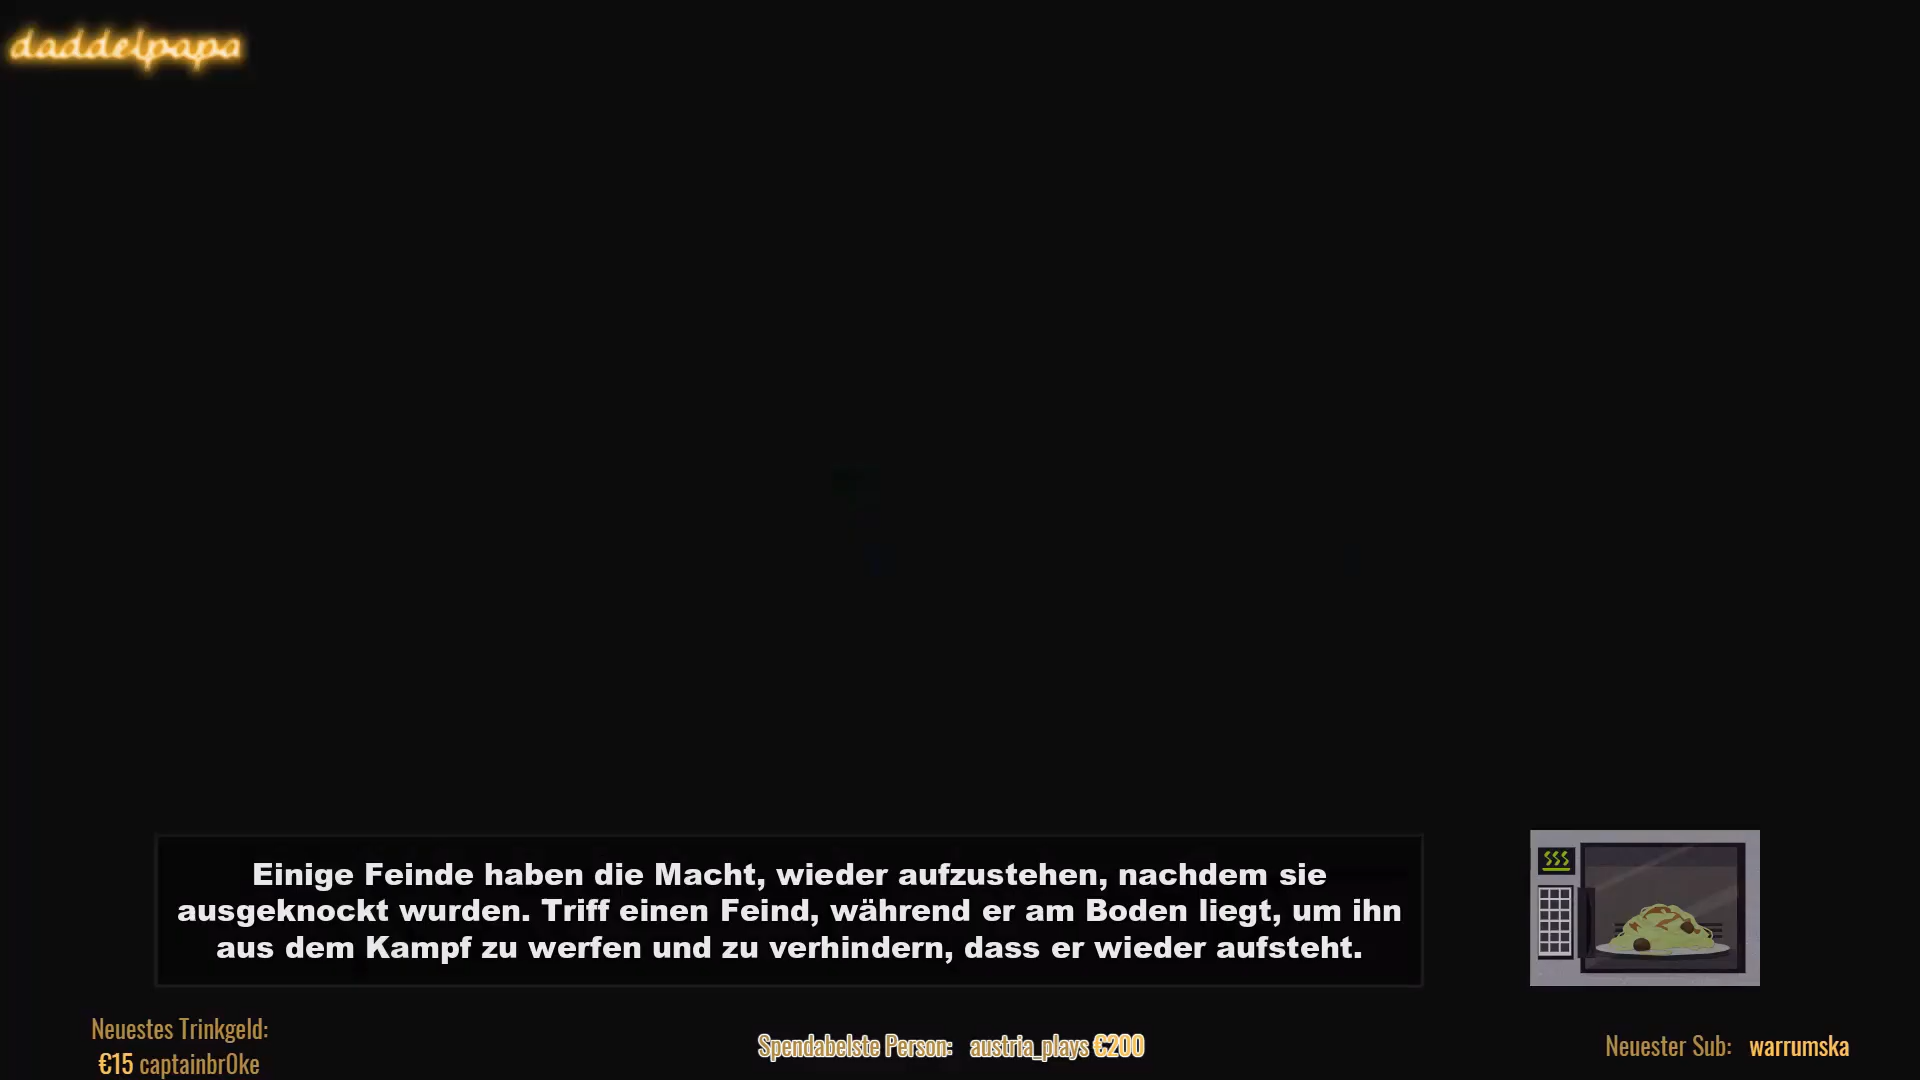 daddelpapa
Einige Feinde haben die Macht, wieder aufzustehen, nachdem sie
ausgeknockt wurden. Triff einen Feind, während er am Boden liegt, um ihn
aus dem Kampf zu werfen und zu verhindern, dass er wieder aufsteht.
Neuestes Trinkgeld:
€15 captainbr0ke
Spendabelste Person: austria_plays €200
Neuester Sub: warrumska